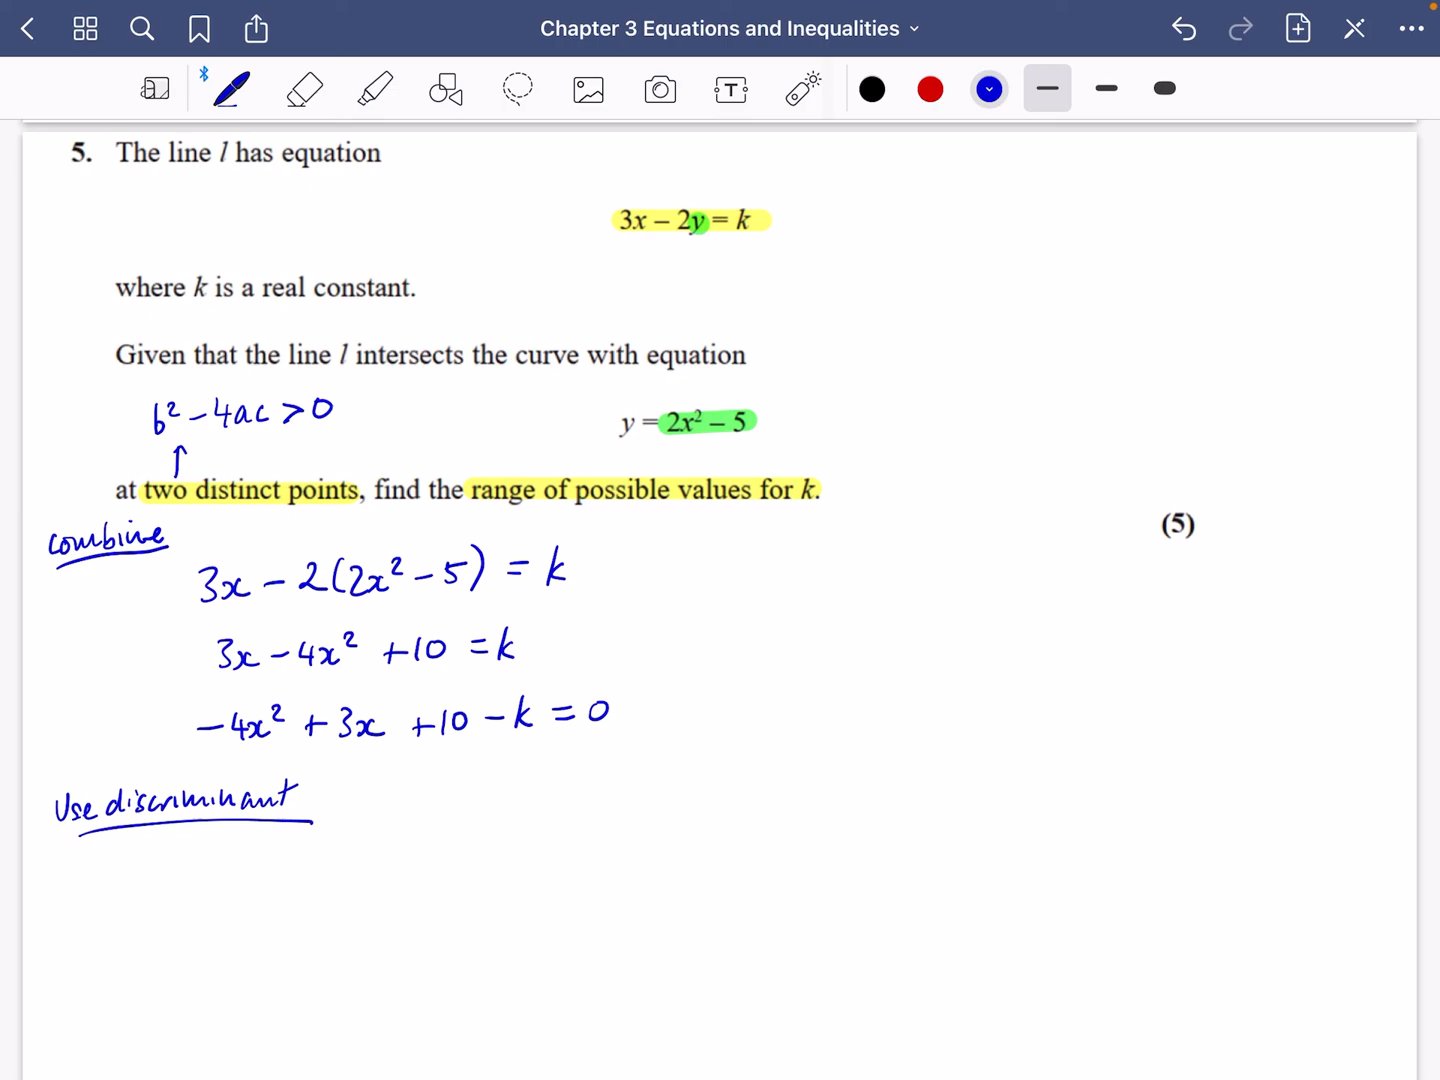 Chapter 3 Equations and Inequalities
5. The line l has equation
3x – 2y = k
where k is a real constant.
Given that the line l intersects the curve with equation
b² – 4ac > 0
y = 2x² – 5
↑
at two distinct points, find the range of possible values for k.
(5)
combine
3x – 2(2x² – 5) = k
3x – 4x² + 10 = k
– 4x² + 3x + 10 – k = 0
Use discriminant